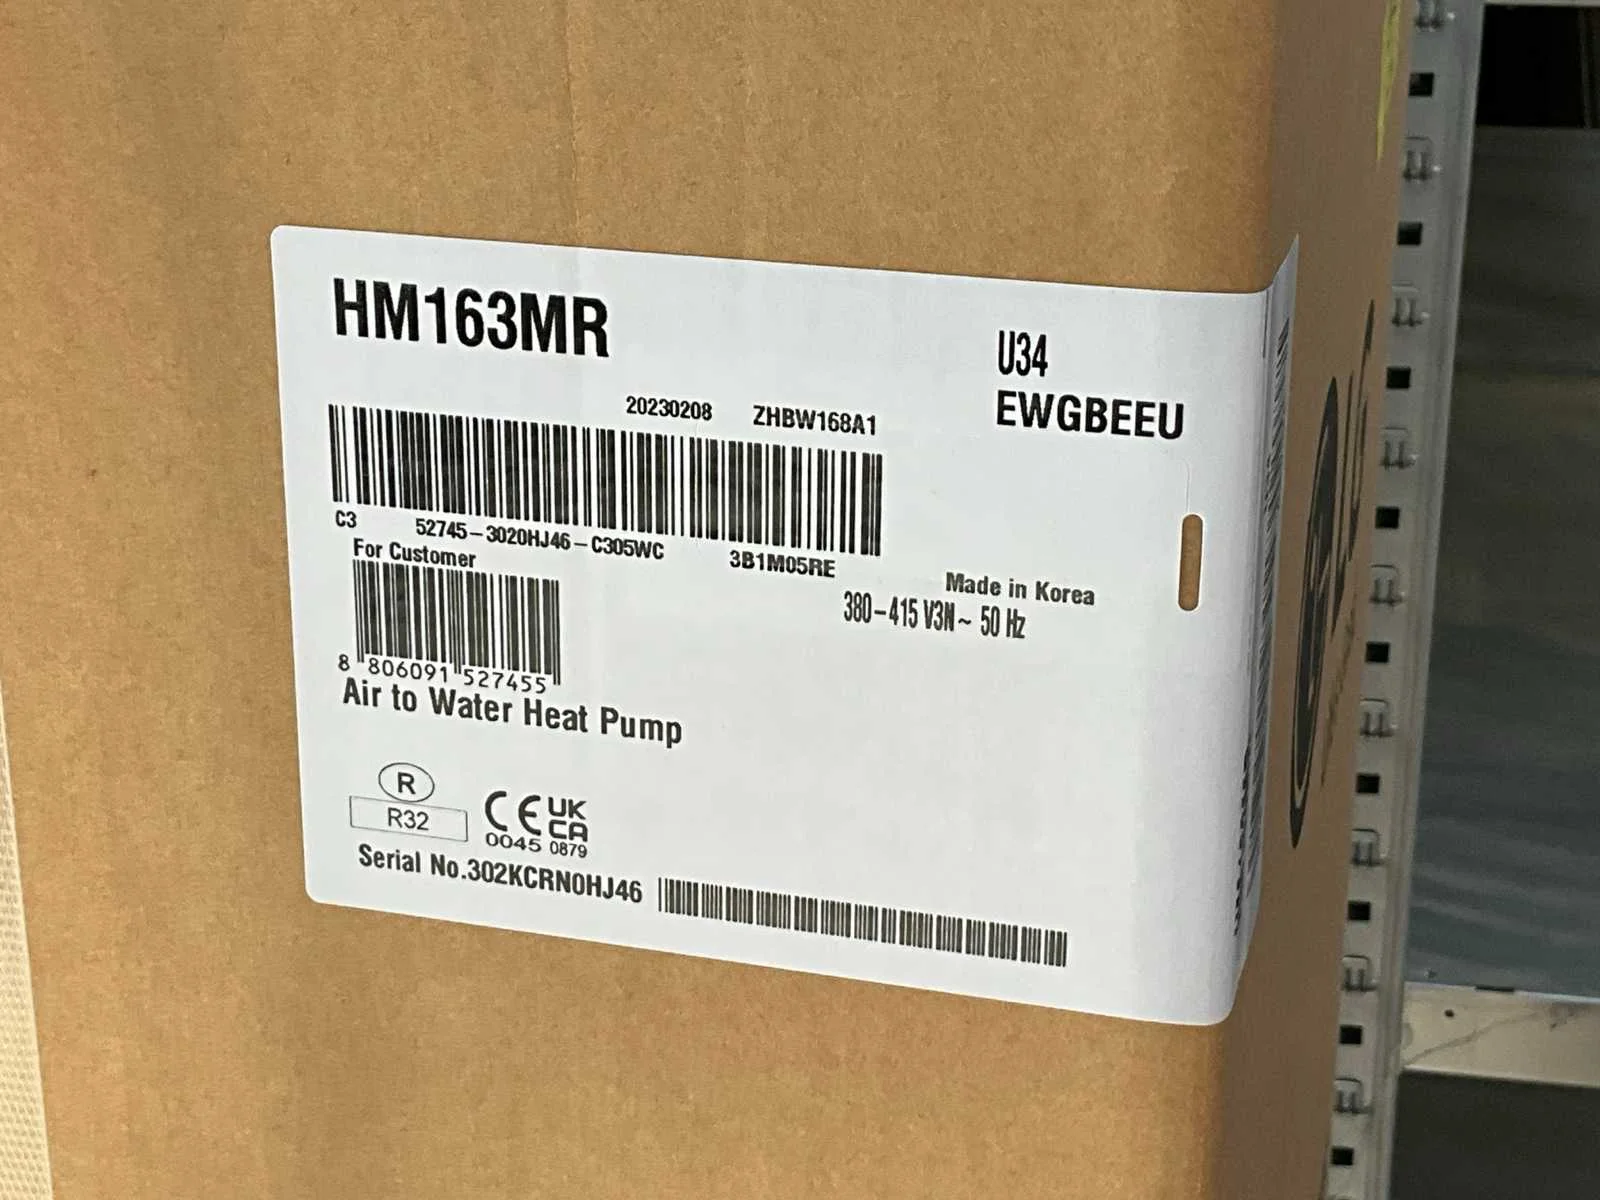 HM163MR
U34
EWGBEEU
20230208 ZHBW168A1
C3 52745-3020HJ46-C305WC 3B1M05RE
For Customer
Made in Korea
380-415 V3N~ 50 Hz
8 806091 527455
Air to Water Heat Pump
R
R32
CE UK
CA
0045 0879
Serial No.302KCRN0HJ46
LG